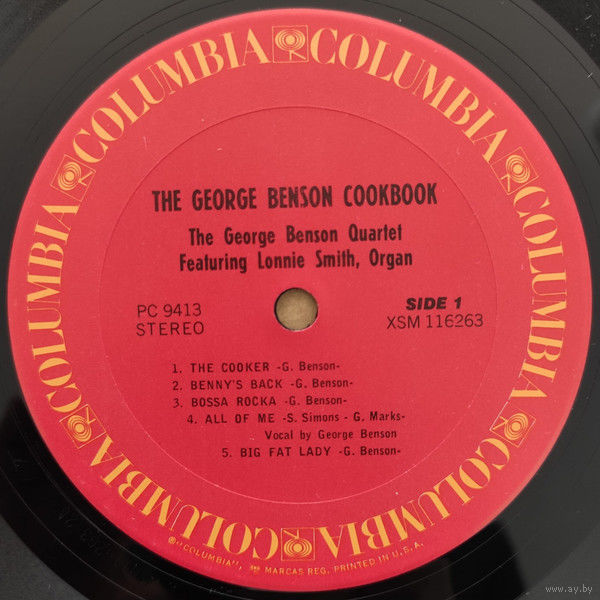 COLUMBIA COLUMBIA COLUMBIA COLUMBIA COLUMBIA COLUMBIA
THE GEORGE BENSON COOKBOOK
The George Benson Quartet
Featuring Lonnie Smith, Organ
PC 9413
STEREO
SIDE 1
XSM 116263
1. THE COOKER -G. Benson-
2. BENNY'S BACK -G. Benson-
3. BOSSA ROCKA -G. Benson-
4. ALL OF ME -S. Simons - G. Marks-
Vocal by George Benson
5. BIG FAT LADY -G. Benson-
® "COLUMBIA", MARCAS REG. PRINTED IN U.S.A.
www.ay.by